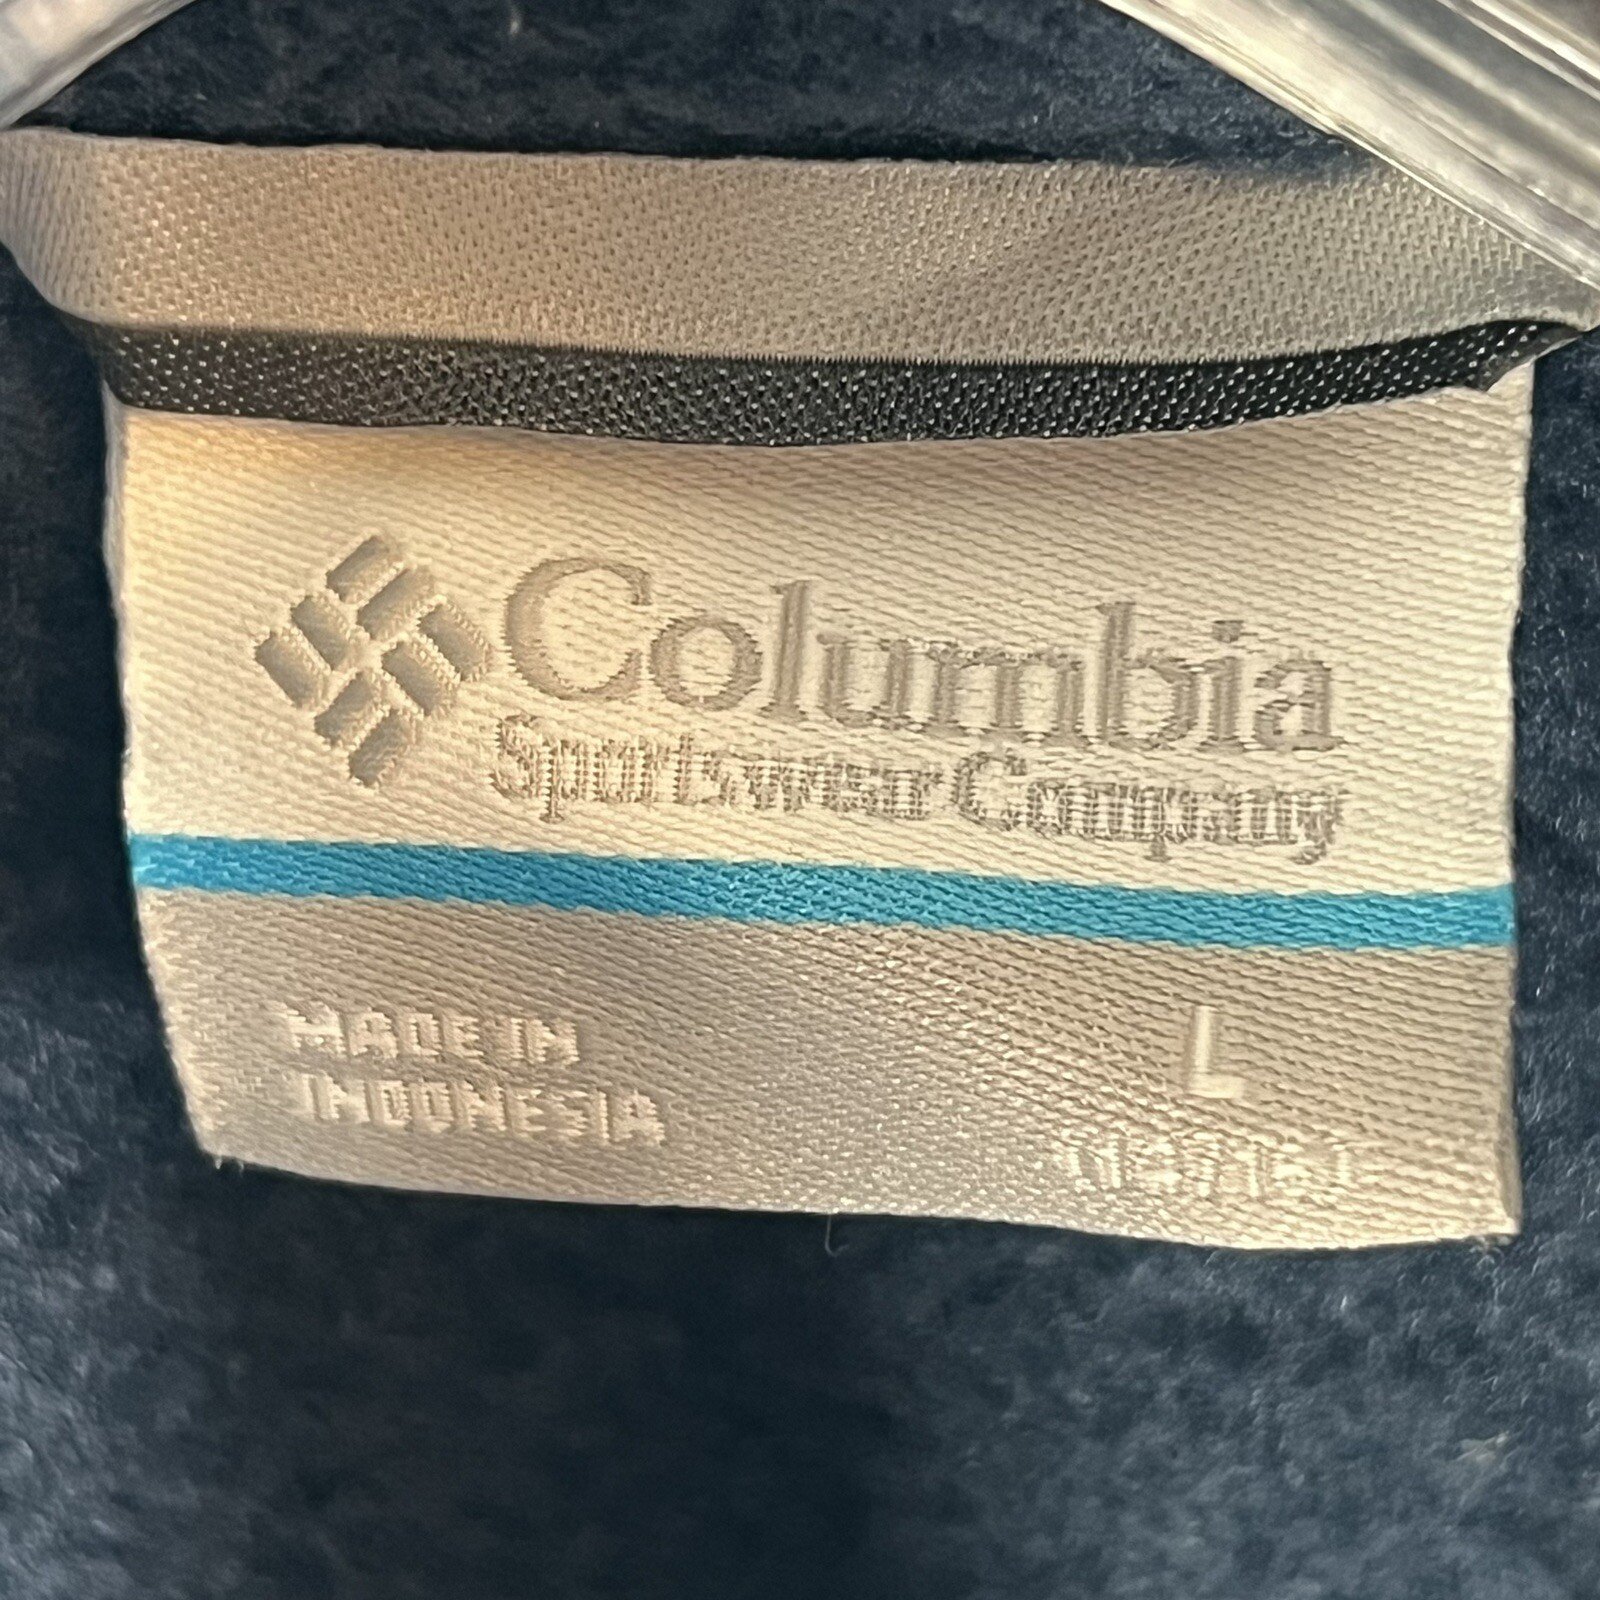 Columbia
Sportswear Company
MADE IN
INDONESIA
L